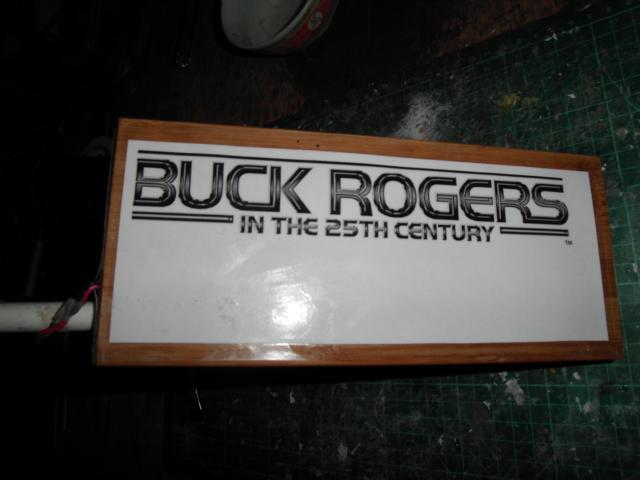 BUCK ROGERS
IN THE 25TH CENTURY
TM